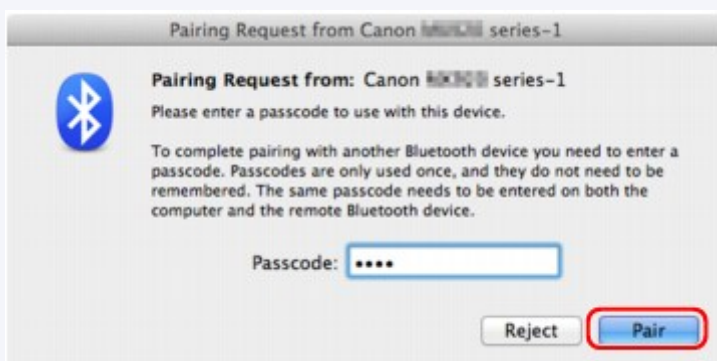 Pairing Request from Canon series-1
Pairing Request from: Canon series-1
Please enter a passcode to use with this device.
To complete pairing with another Bluetooth device you need to enter a
passcode. Passcodes are only used once, and they do not need to be
remembered. The same passcode needs to be entered on both the
computer and the remote Bluetooth device.
Passcode: ••••
Reject Pair